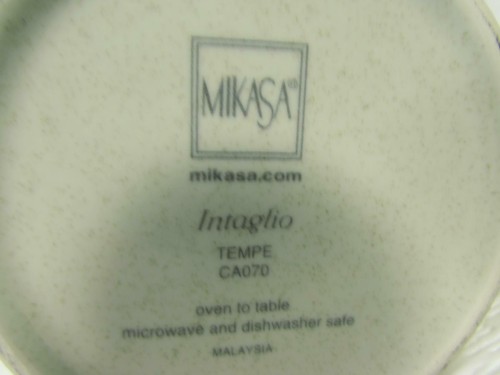 MIKASA
mikasa.com
Intaglio
TEMPE
CA070
oven to table
microwave and dishwasher safe
MALAYSIA